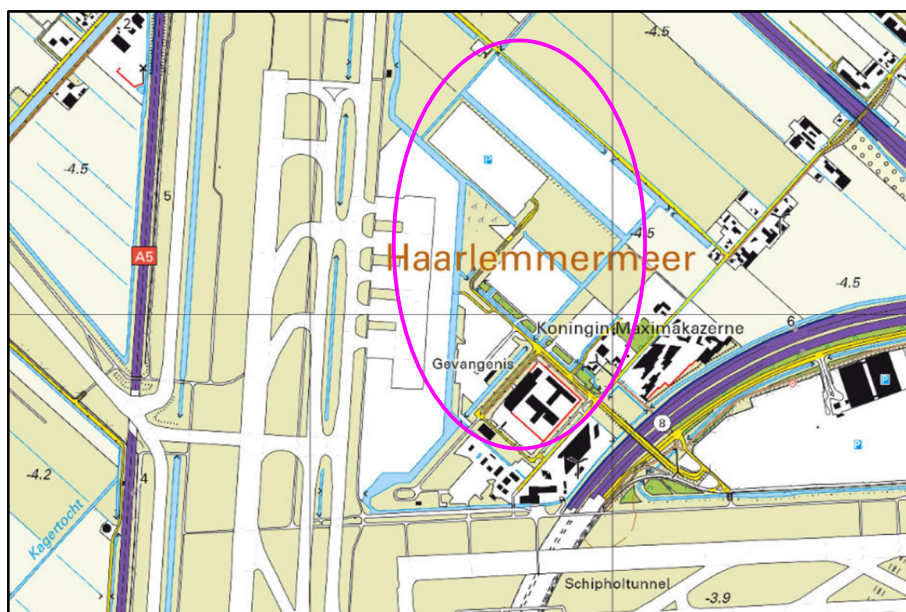 2
-4.5
-4.5
P
5
-4.5
A5
Haarlemmermeer
-4.5
Koningin Maximakazerne
6
Gevangenis
P
8
P
-4.2
4
Kagertocht
Schipholtunnel
-3.9